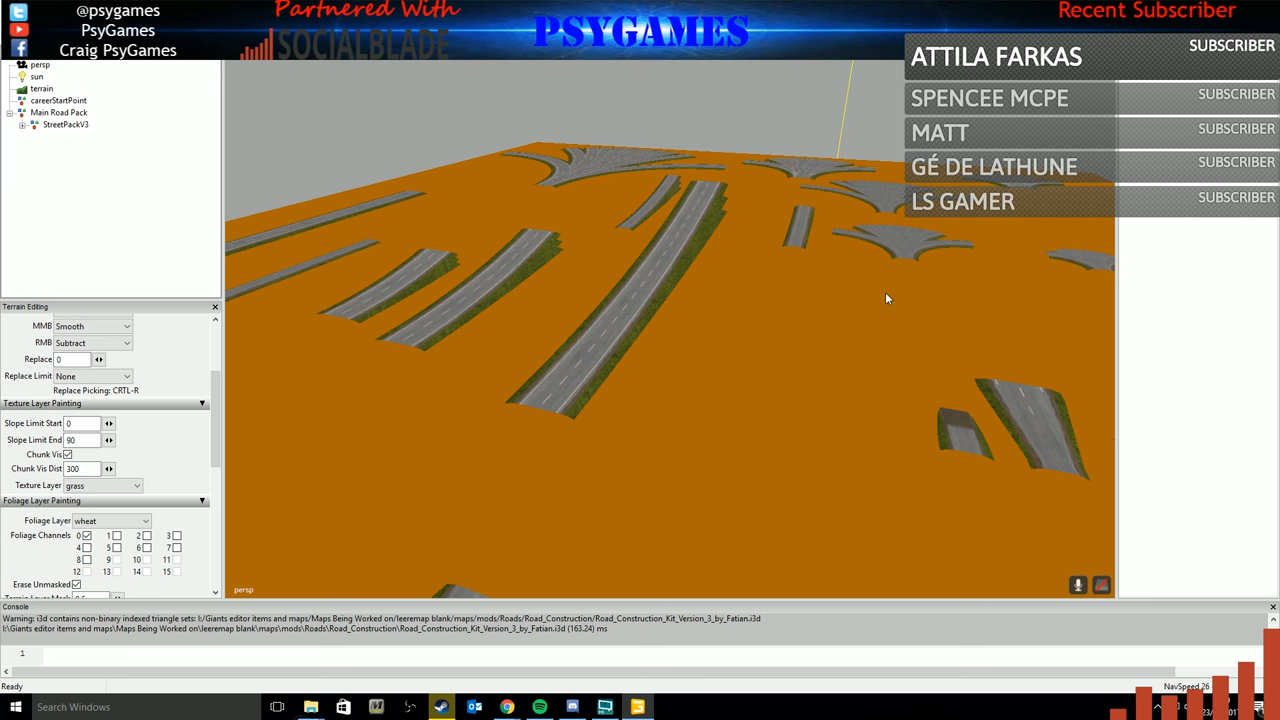 @psygames
PsyGames
Craig PsyGames
Partnered With
SOCIALBLADE
PSYGAMES
Recent Subscriber
ATTILA FARKAS SUBSCRIBER
SPENCEE MCPE SUBSCRIBER
MATT SUBSCRIBER
GÉ DE LATHUNE SUBSCRIBER
LS GAMER SUBSCRIBER
persp
sun
terrain
careerStartPoint
Main Road Pack
StreetPackV3
Terrain Editing
MMB Smooth
RMB Subtract
Replace 0
Replace Limit None
Replace Picking: CRTL-R
Texture Layer Painting
Slope Limit Start 0
Slope Limit End 90
Chunk Vis
Chunk Vis Dist 300
Texture Layer grass
Foliage Layer Painting
Foliage Layer wheat
Foliage Channels 0 1 2 3
4 5 6 7
8 9 10 11
12 13 14 15
Erase Unmasked
persp
Console
Warning: i3d contains non-binary indexed triangle sets: I:/Giants editor items and maps/Maps Being Worked on/leeremap blank/maps/mods/Roads/Road_Construction/Road_Construction_Kit_Version_3_by_Fatian.i3d
I:\Giants editor items and maps\Maps Being Worked on\leeremap blank\maps\mods\Roads\Road_Construction\Road_Construction_Kit_Version_3_by_Fatian.i3d (163.24) ms
1
Ready
NavSpeed 26
Search Windows